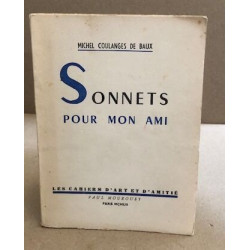 MICHEL COULANGES DE BAUX
SONNETS
POUR MON AMI
LES CAHIERS D'ART ET D'AMITIÉ
PAUL MOUROUSY